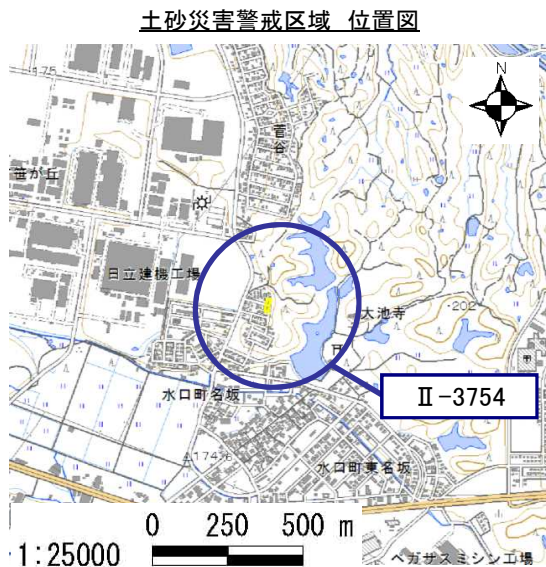 土砂災害警戒区域 位置図
・175
N
菅谷
笹が丘
日立建機工場
大池寺
・202
Ⅱ-3754
水口町名坂
△174.6
水口町東名坂
0 250 500 m
1:25000
ペガサスミシン工場